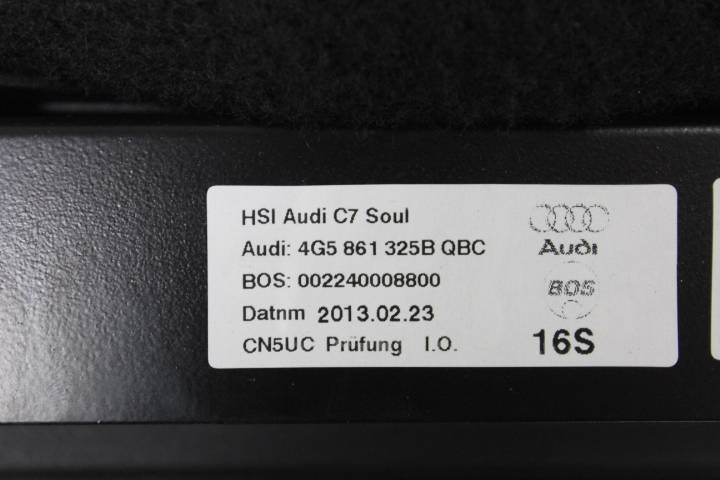 HSI Audi C7 Soul
Audi: 4G5 861 325B QBC
BOS: 002240008800
Datnm 2013.02.23
CN5UC Prüfung I.O.
Audi
BOS
16S